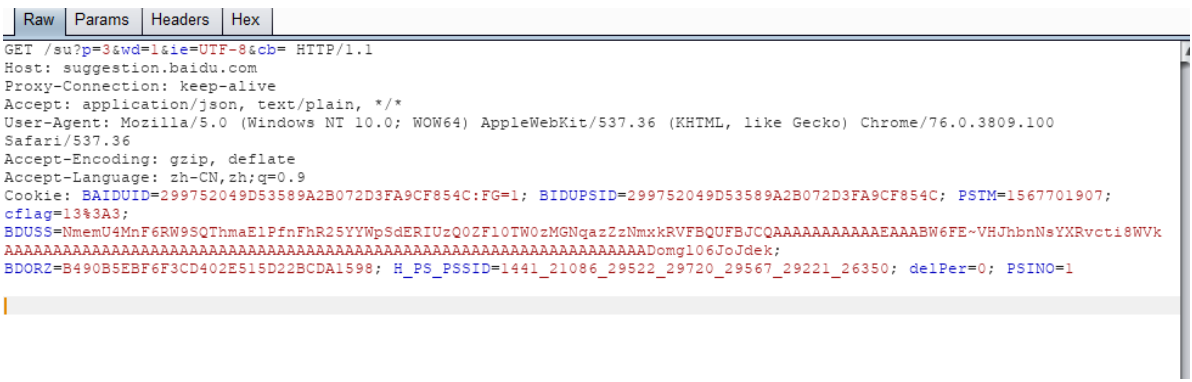 Raw Params Headers Hex
GET /su?p=3&wd=1&ie=UTF-8&cb= HTTP/1.1
Host: suggestion.baidu.com
Proxy-Connection: keep-alive
Accept: application/json, text/plain, */*
User-Agent: Mozilla/5.0 (Windows NT 10.0; WOW64) AppleWebKit/537.36 (KHTML, like Gecko) Chrome/76.0.3809.100
Safari/537.36
Accept-Encoding: gzip, deflate
Accept-Language: zh-CN,zh;q=0.9
Cookie: BAIDUID=299752049D53589A2B072D3FA9CF854C:FG=1; BIDUPSID=299752049D53589A2B072D3FA9CF854C; PSTM=1567701907;
cflag=13%3A3;
BDUSS=NmemU4MnF6RW9SQThmaElPfnFhR25YYWpSdERIUzQ0ZFl0TW0zMGNqazZzNmxkRVFBQUFBJCQAAAAAAAAAAAEAAABW6FE~VHJhbnNsYXRvcti8WVk
AAAAAAAAAAAAAAAAAAAAAAAAAAAAAAAAAAAAAAAAAAAAAAAAAAAAAAAAAAAAAAAAADomgl06JoJdek;
BDORZ=B490B5EBF6F3CD402E515D22BCDA1598; H_PS_PSSID=1441_21086_29522_29720_29567_29221_26350; delPer=0; PSINO=1